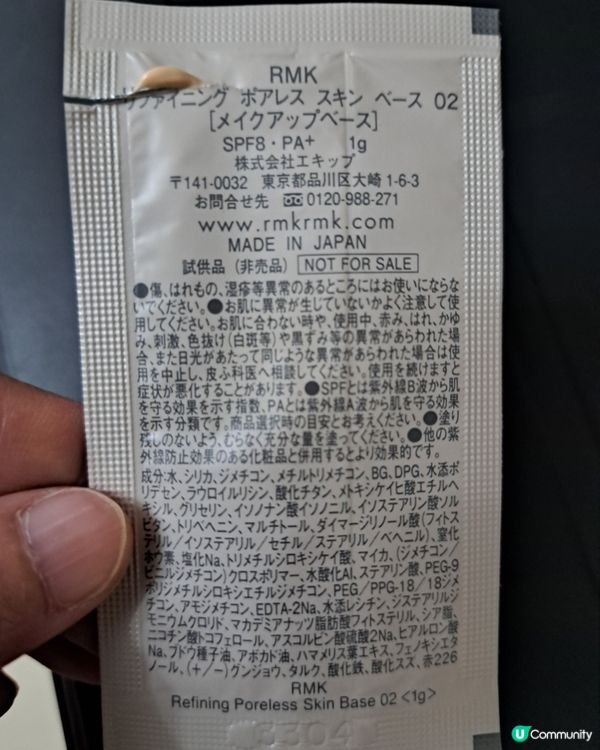 RMK
リファイニング ポアレス スキン ベース 02
[メイクアップベース]
SPF8・PA+ 1g
株式会社エキップ
〒141-0032 東京都品川区大崎 1-6-3
お問合せ先 0120-988-271
www.rmkrmk.com
MADE IN JAPAN
試供品 (非売品) NOT FOR SALE
●傷、はれもの、湿疹等異常のあるところにはお使いにならな
いでください。●お肌に異常が生じていないかよく注意して使
用してください。お肌に合わない時や、使用中、赤み、はれ、かゆ
み、刺激、色抜け(白斑等)や黒ずみ等の異常があらわれた場
合、また日光があたって同じような異常があらわれた場合は使
用を中止し、皮ふ科医へ相談してください。使用を続けますと
症状が悪化することがあります。●SPFとは紫外線B波から肌
を守る効果を示す指数、PAとは紫外線A波から肌を守る効果
を示す分類です。商品選択時の目安とお考えください。●塗り
残しのないよう、むらなく充分な量を塗ってください。●他の紫
外線防止効果のある化粧品と併用するとより効果的です。
成分:水、シリカ、ジメチコン、メチルトリメチコン、BG、DPG、水添ポ
リデセン、ラウロイルリシン、酸化チタン、メトキシケイヒ酸エチルヘ
キシル、グリセリン、イソノナン酸イソノニル、イソステアリン酸ソル
ビタン、トリベヘニン、マルチトール、ダイマージリノール酸(フィトス
テリル/イソステアリル/セチル/ステアリル/ベヘニル)、窒化
ホウ素、塩化Na、トリメチルシロキシケイ酸、マイカ、(ジメチコン/
ビニルジメチコン)クロスポリマー、水酸化Al、ステアリン酸、PEG-9
ポリジメチルシロキシエチルジメチコン、PEG/PPG-18/18ジメ
チコン、アモジメチコン、EDTA-2Na、水添レシチン、ジステアリルジ
モニウムクロリド、マカデミアナッツ脂肪酸フィトステリル、シア脂、
ニコチン酸トコフェロール、アスコルビン酸硫酸2Na、ヒアルロン酸
Na、ブドウ種子油、アボカド油、ハマメリス葉エキス、フェノキシエタ
ノール、(+/-)グンジョウ、タルク、酸化鉄、酸化スズ、赤226
RMK
Refining Poreless Skin Base 02 <1g>
3304
U Community